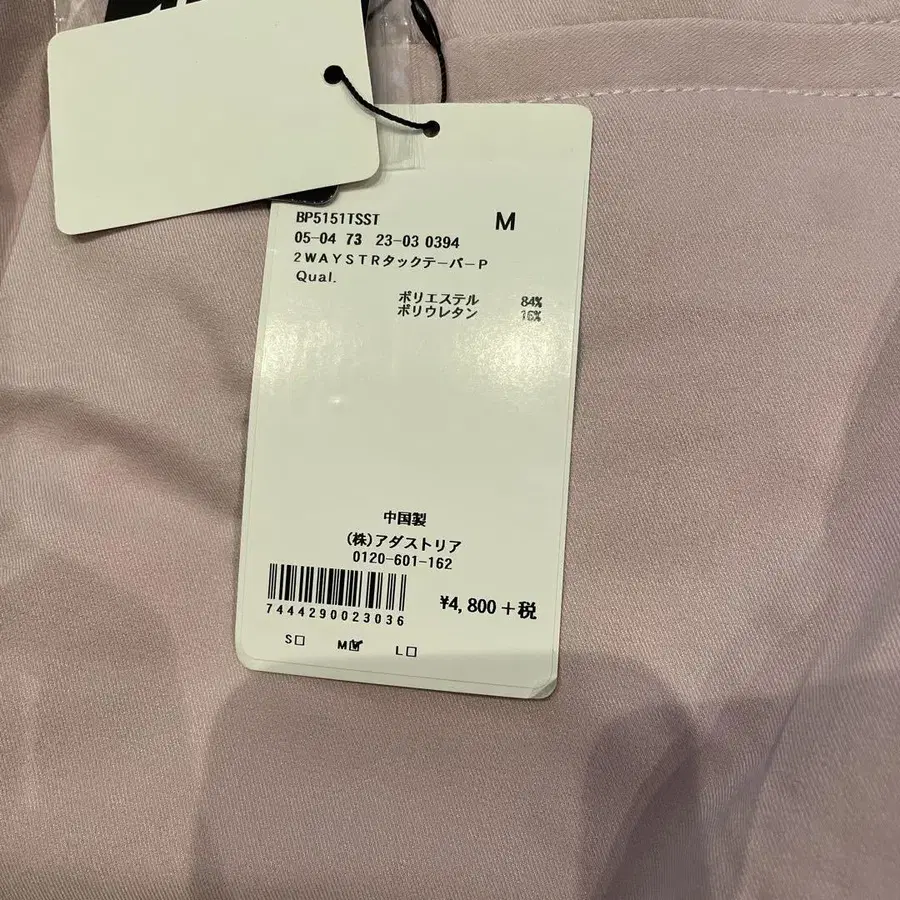 BP5151TSST M
05-04 73 23-03 0394
2WAYSTRタックテーパーP
Qual.
ポリエステル 84%
ポリウレタン 16%
中国製
(株)アダストリア
0120-601-162
7444290023036
¥4,800+税
S□ M☑ L□